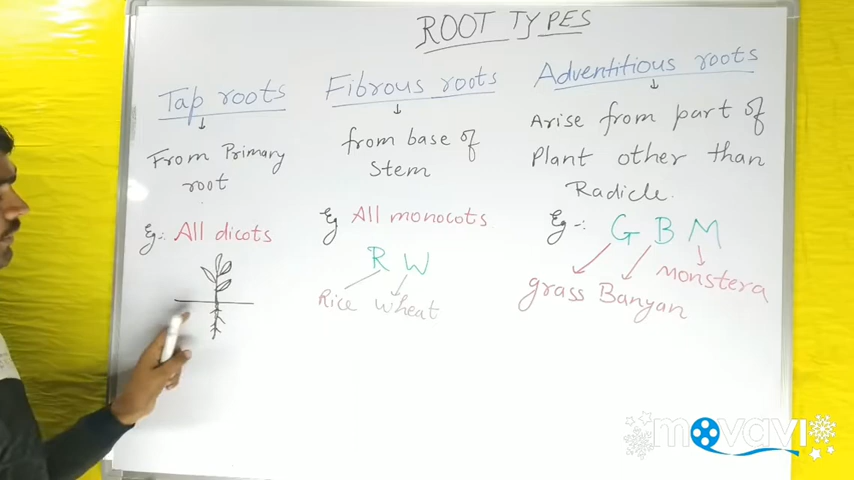 ROOT TYPES
Tap roots
From Primary
root
Eg:. All dicots
Fibrous roots
from base of
Stem
Eg All monocots
R W
Rice Wheat
Adventitious roots
Arise from part of
Plant other than
Radicle.
Eg-: G B M
grass Banyan Monstera
movavi